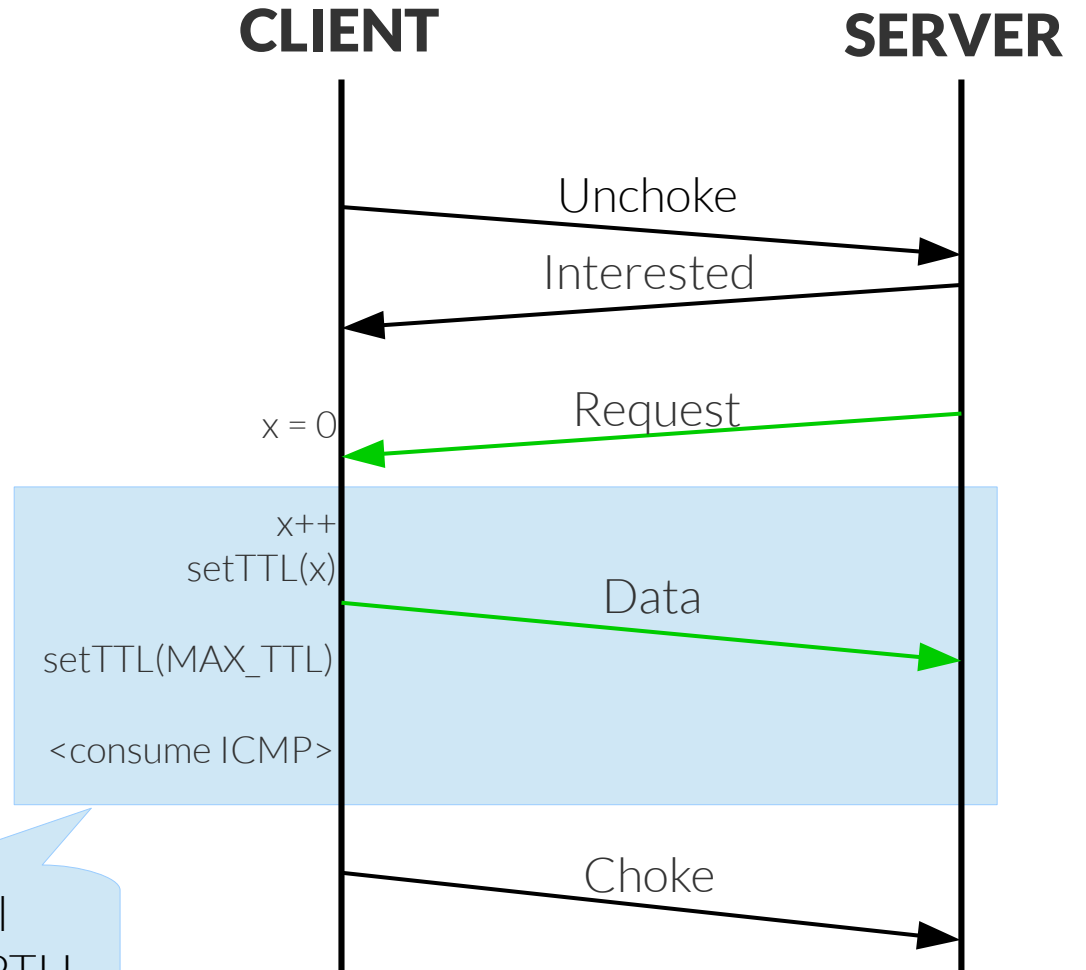 CLIENT
SERVER
Unchoke
Interested
Request
x = 0
x++
setTTL(x)
Data
setTTL(MAX_TTL)
<consume ICMP>
Choke